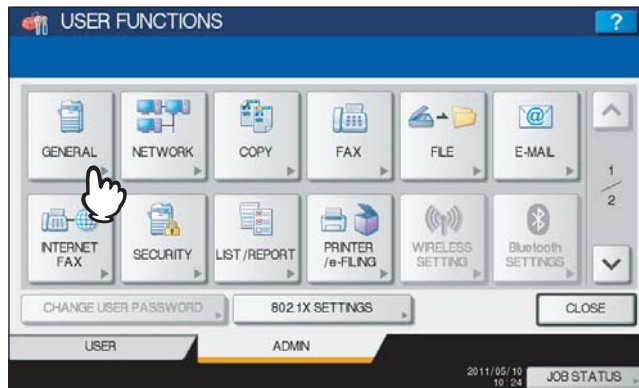 USER FUNCTIONS
?
GENERAL
NETWORK
COPY
FAX
FILE
E-MAIL
1
2
INTERNET
FAX
SECURITY
LIST/REPORT
PRINTER
/e-FILING
WIRELESS
SETTING
Bluetooth
SETTINGS
CHANGE USER PASSWORD
802.1X SETTINGS
CLOSE
USER
ADMIN
2011/05/10
10:24
JOB STATUS